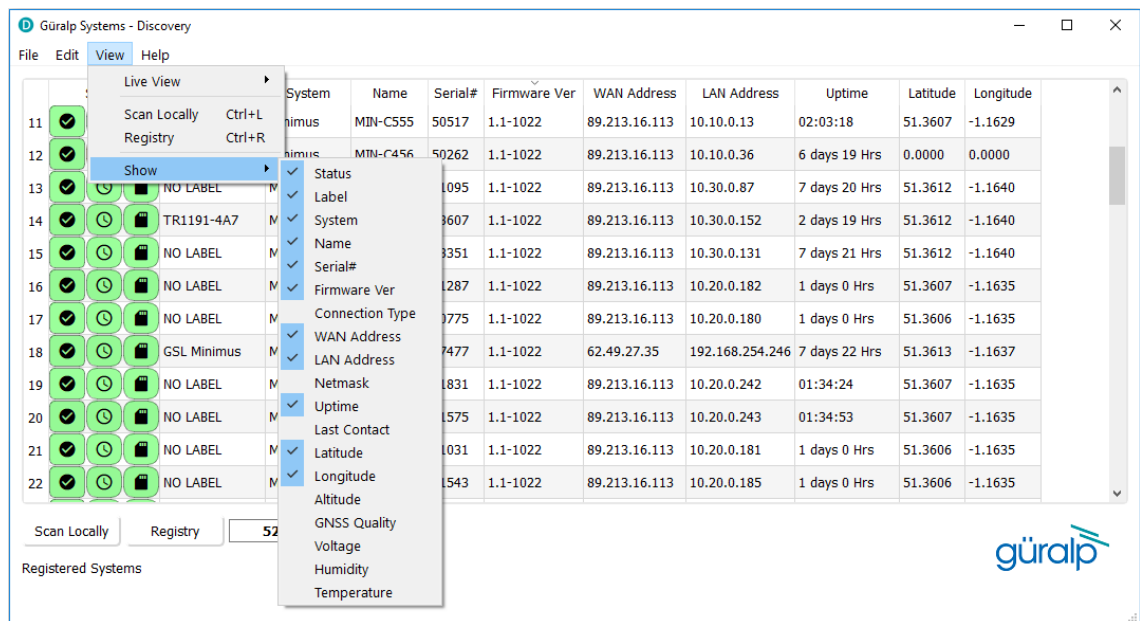 Güralp Systems - Discovery
File Edit View Help
Live View
Scan Locally Ctrl+L
Registry Ctrl+R
Show
System Name Serial# Firmware Ver WAN Address LAN Address Uptime Latitude Longitude
11 MIN-C555 50517 1.1-1022 89.213.16.113 10.10.0.13 02:03:18 51.3607 -1.1629
12 MIN-C456 50262 1.1-1022 89.213.16.113 10.10.0.36 6 days 19 Hrs 0.0000 0.0000
13 NO LABEL 1095 1.1-1022 89.213.16.113 10.30.0.87 7 days 20 Hrs 51.3612 -1.1640
14 TR1191-4A7 M 3607 1.1-1022 89.213.16.113 10.30.0.152 2 days 19 Hrs 51.3612 -1.1640
15 NO LABEL M 3351 1.1-1022 89.213.16.113 10.30.0.131 7 days 21 Hrs 51.3612 -1.1640
16 NO LABEL M 1287 1.1-1022 89.213.16.113 10.20.0.182 1 days 0 Hrs 51.3606 -1.1635
17 NO LABEL M 0775 1.1-1022 89.213.16.113 10.20.0.180 1 days 0 Hrs 51.3606 -1.1635
18 GSL Minimus M 7477 1.1-1022 62.49.27.35 192.168.254.246 7 days 22 Hrs 51.3613 -1.1637
19 NO LABEL M 1831 1.1-1022 89.213.16.113 10.20.0.242 01:34:24 51.3607 -1.1635
20 NO LABEL M 1575 1.1-1022 89.213.16.113 10.20.0.243 01:34:53 51.3607 -1.1635
21 NO LABEL M 1031 1.1-1022 89.213.16.113 10.20.0.181 1 days 0 Hrs 51.3606 -1.1635
22 NO LABEL M 1543 1.1-1022 89.213.16.113 10.20.0.185 1 days 0 Hrs 51.3606 -1.1635
Status
Label
System
Name
Serial#
Firmware Ver
Connection Type
WAN Address
LAN Address
Netmask
Uptime
Last Contact
Latitude
Longitude
Altitude
GNSS Quality
Voltage
Humidity
Temperature
Scan Locally Registry 52
Registered Systems
güralp